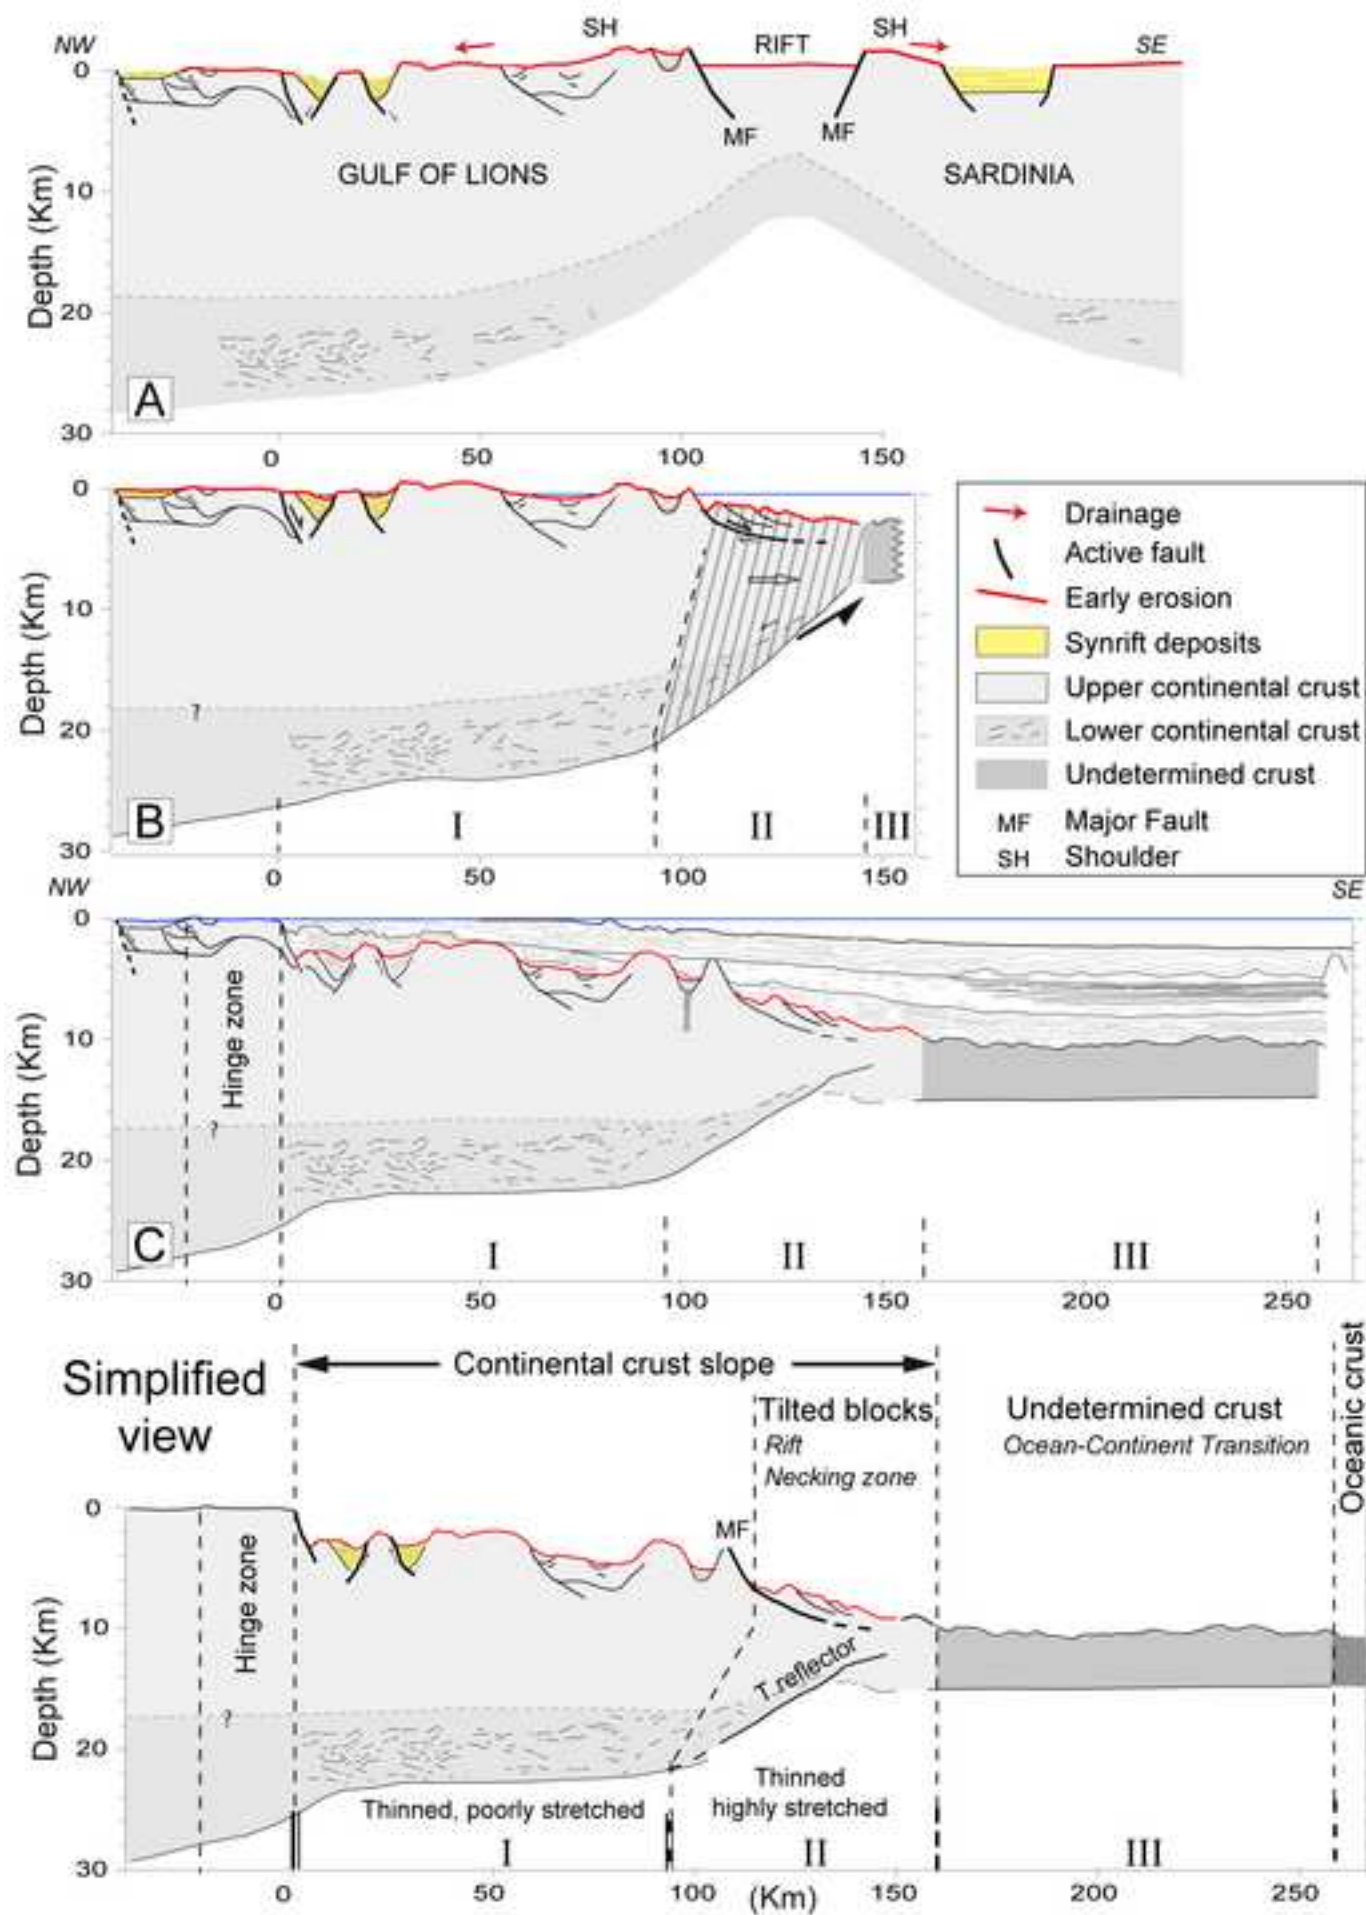 NW
SH
SH
RIFT
SE
0
MF
MF
GULF OF LIONS
SARDINIA
10
20
30
Depth (Km)
A
0
50
100
150
0
10
20
30
Depth (Km)
?
B
I
II
III
0
50
100
150
Drainage
Active fault
Early erosion
Synrift deposits
Upper continental crust
Lower continental crust
Undetermined crust
MF Major Fault
SH Shoulder
NW
SE
0
10
20
30
Depth (Km)
Hinge zone
?
C
I
II
III
0
50
100
150
200
250
Simplified
view
Continental crust slope
Tilted blocks
Rift
Necking zone
Undetermined crust
Ocean-Continent Transition
Oceanic crust
0
10
20
30
Depth (Km)
Hinge zone
?
MF
T.reflector
Thinned, poorly stretched
Thinned
highly stretched
I
II
III
0
50
100
(Km)
150
200
250